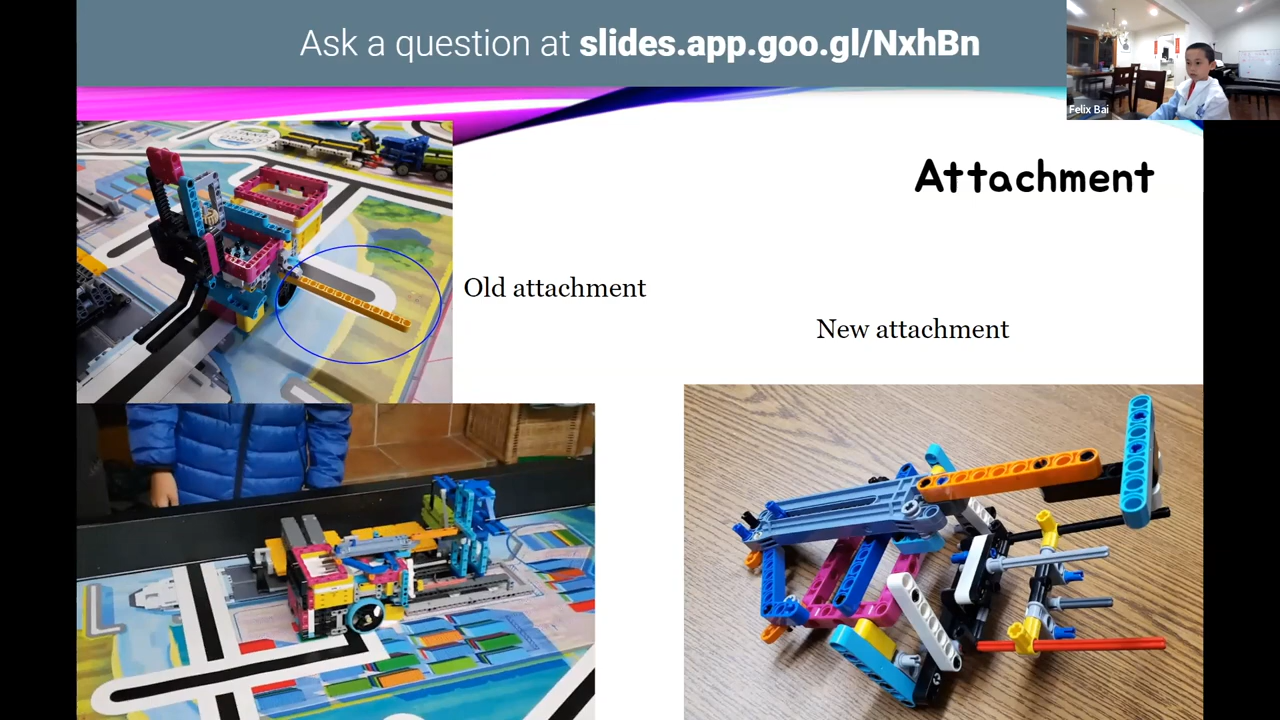 Ask a question at slides.app.goo.gl/NxhBn
Felix Bai
Attachment
Old attachment
New attachment